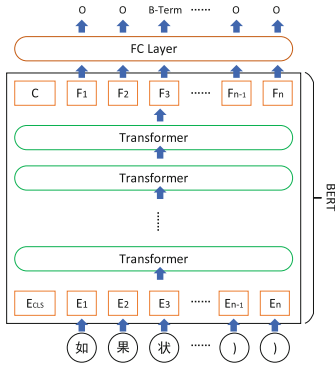 O O B-Term ······ O O
FC Layer
C F1 F2 F3 ······ Fn-1 Fn
Transformer
Transformer
······
Transformer
ECLS E1 E2 E3 ······ En-1 En
如 果 状 ······ ) )
BERT